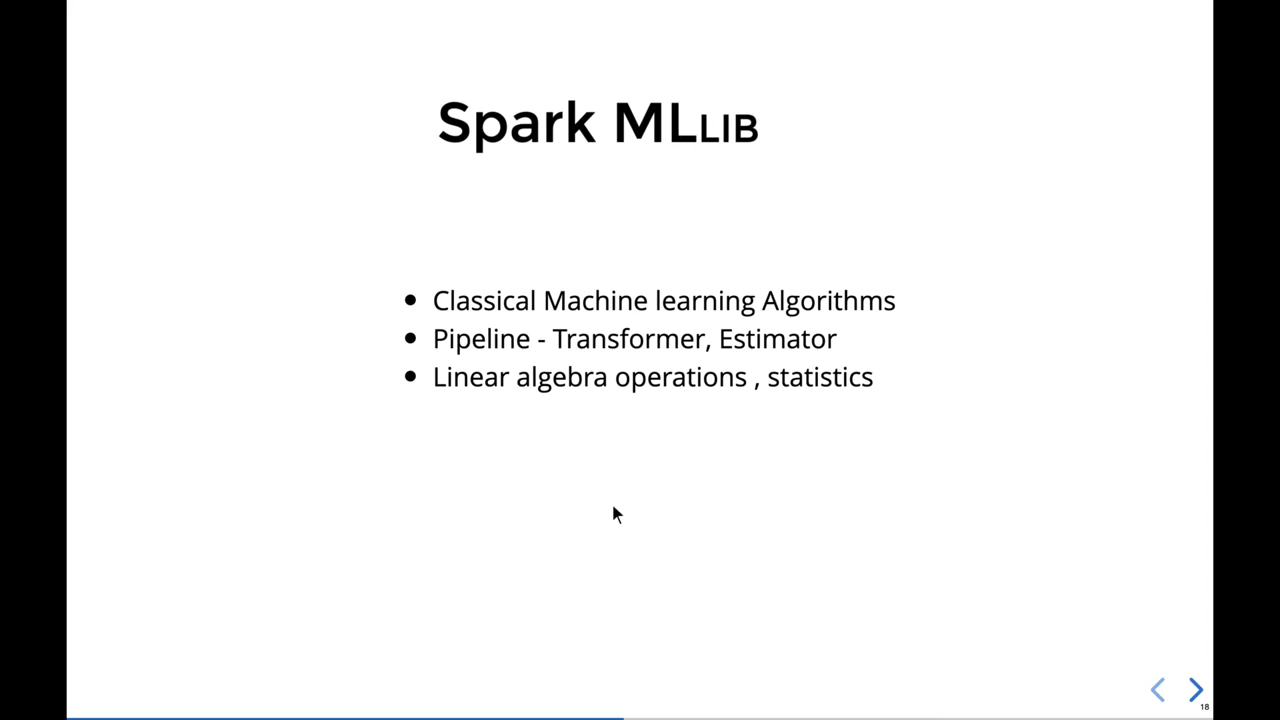 Spark MLLIB
• Classical Machine learning Algorithms
• Pipeline - Transformer, Estimator
• Linear algebra operations , statistics
18